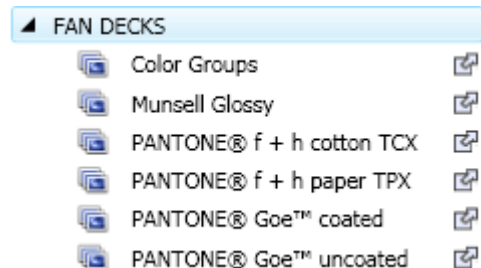 FAN DECKS
Color Groups
Munsell Glossy
PANTONE® f + h cotton TCX
PANTONE® f + h paper TPX
PANTONE® Goe™ coated
PANTONE® Goe™ uncoated